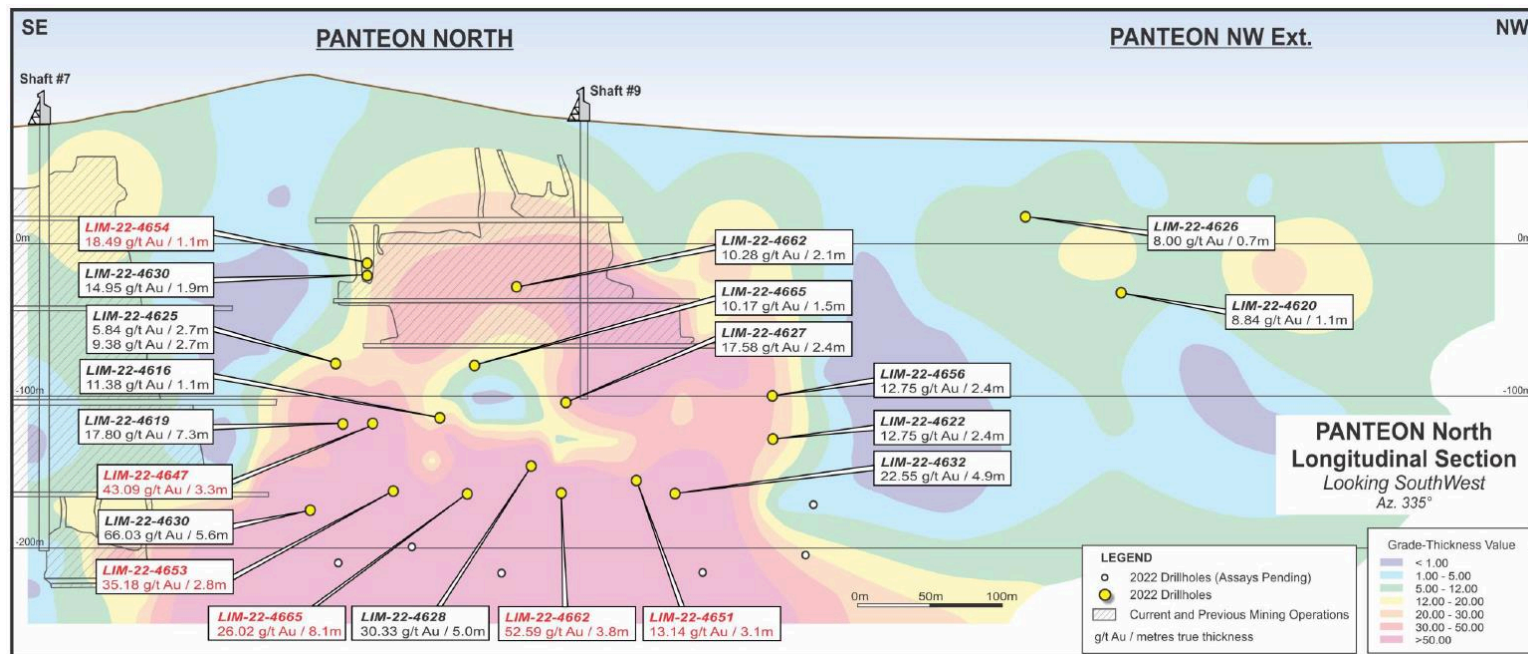 SE
PANTEON NORTH
PANTEON NW Ext.
NW
Shaft #7
Shaft #9
LIM-22-4654
18.49 g/t Au / 1.1m
LIM-22-4630
14.95 g/t Au / 1.9m
LIM-22-4625
5.84 g/t Au / 2.7m
9.38 g/t Au / 2.7m
LIM-22-4616
11.38 g/t Au / 1.1m
LIM-22-4619
17.80 g/t Au / 7.3m
LIM-22-4647
43.09 g/t Au / 3.3m
LIM-22-4630
66.03 g/t Au / 5.6m
LIM-22-4653
35.18 g/t Au / 2.8m
LIM-22-4665
26.02 g/t Au / 8.1m
LIM-22-4628
30.33 g/t Au / 5.0m
LIM-22-4662
52.59 g/t Au / 3.8m
LIM-22-4651
13.14 g/t Au / 3.1m
LIM-22-4662
10.28 g/t Au / 2.1m
LIM-22-4665
10.17 g/t Au / 1.5m
LIM-22-4627
17.58 g/t Au / 2.4m
LIM-22-4656
12.75 g/t Au / 2.4m
LIM-22-4622
12.75 g/t Au / 2.4m
LIM-22-4632
22.55 g/t Au / 4.9m
LIM-22-4626
8.00 g/t Au / 0.7m
LIM-22-4620
8.84 g/t Au / 1.1m
0m
-100m
-200m
0m
-100m
PANTEON North
Longitudinal Section
Looking SouthWest
Az. 335°
0m
50m
100m
LEGEND
2022 Drillholes (Assays Pending)
2022 Drillholes
Current and Previous Mining Operations
g/t Au / metres true thickness
Grade-Thickness Value
< 1.00
1.00 - 5.00
5.00 - 12.00
12.00 - 20.00
20.00 - 30.00
30.00 - 50.00
>50.00